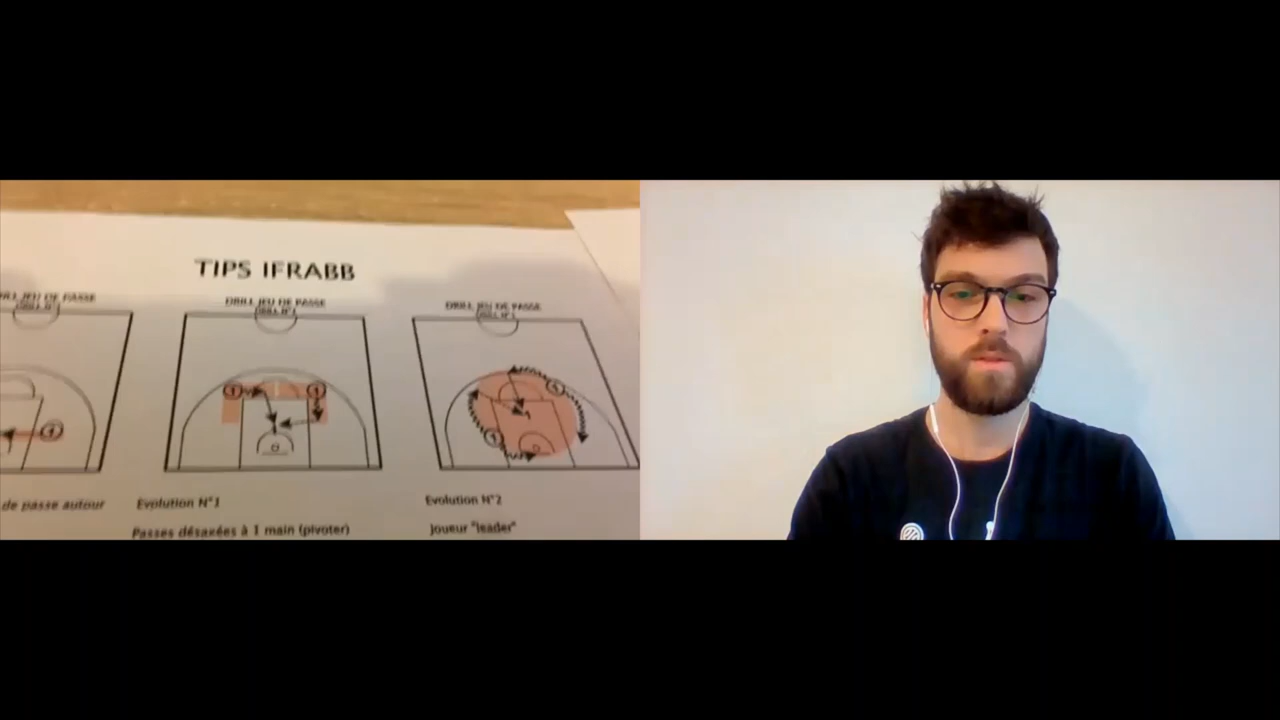 TIPS IFRABB
JEU DE PASSE
DRILL JEU DE PASSE
DRILL JEU DE PASSE
de passe autour
Evolution N°1
Evolution N°2
Passes désaxées à 1 main (pivoter)
Joueur "leader"